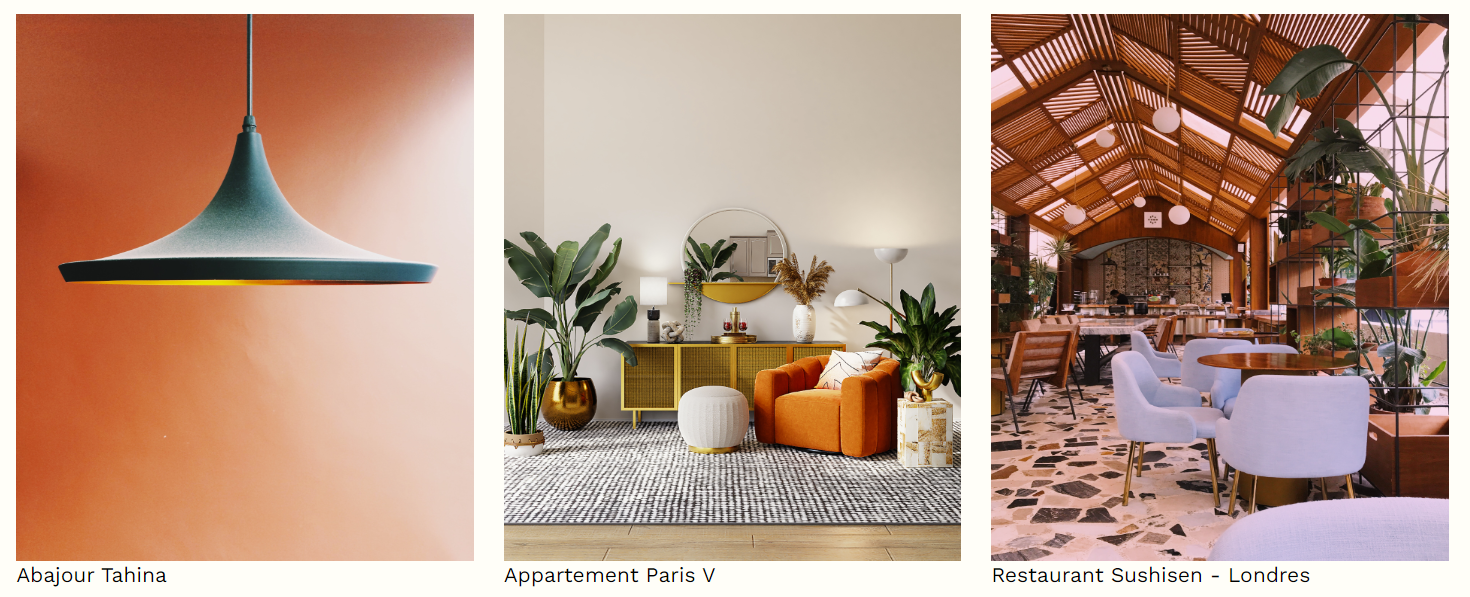 Abajour Tahina
Appartement Paris V
Restaurant Sushisen - Londres